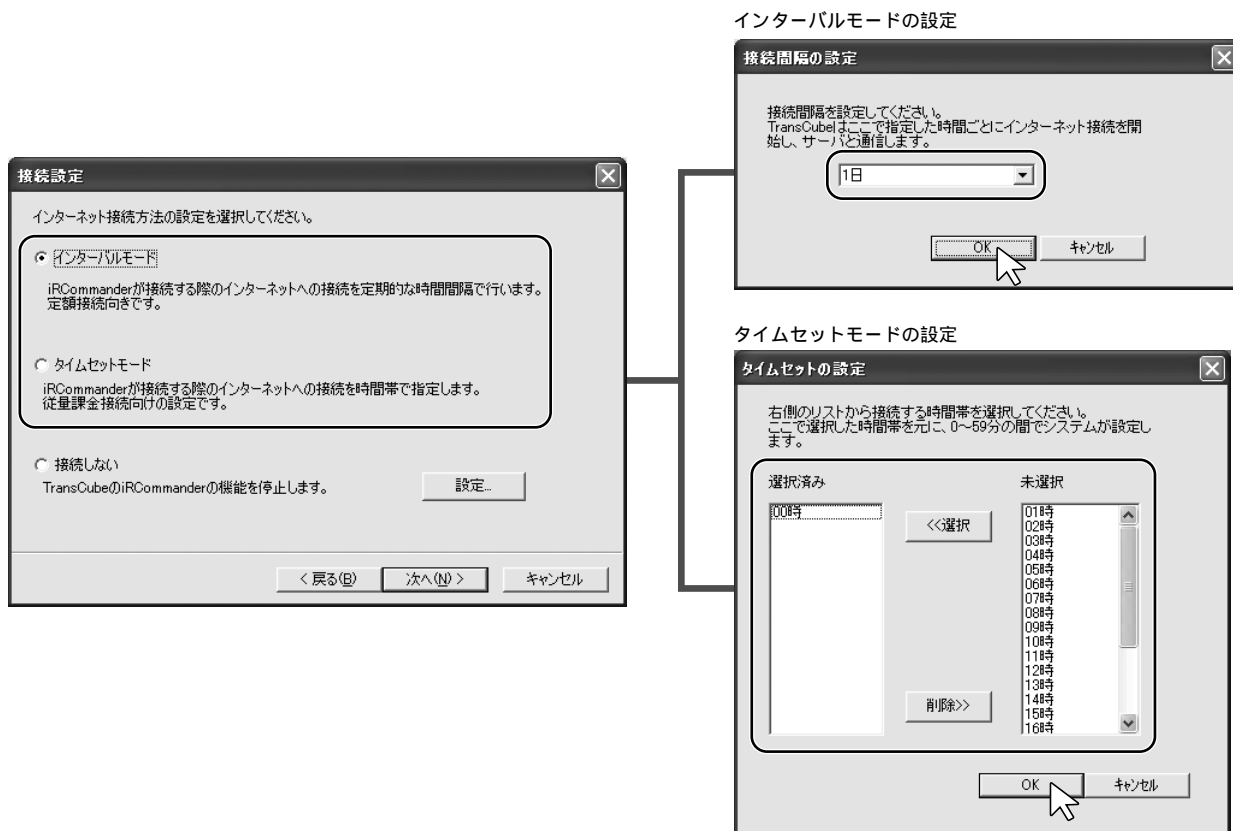 接続設定
インターネット接続方法の設定を選択してください。
インターバルモード
iRCommanderが接続する際のインターネットへの接続を定期的な時間間隔で行います。
定額接続向きです。
タイムセットモード
iRCommanderが接続する際のインターネットへの接続を時間帯で指定します。
従量課金接続向けの設定です。
接続しない
TransCubeのiRCommanderの機能を停止します。
設定...
< 戻る(B)
次へ(N) >
キャンセル
インターバルモードの設定
接続間隔の設定
接続間隔を設定してください。
TransCubeはここで指定した時間ごとにインターネット接続を開
始し、サーバと通信します。
1日
OK
キャンセル
タイムセットモードの設定
タイムセットの設定
右側のリストから接続する時間帯を選択してください。
ここで選択した時間帯を元に、0～59分の間でシステムが設定し
ます。
選択済み
未選択
00時
<<選択
削除>>
01時
02時
03時
04時
05時
06時
07時
08時
09時
10時
11時
12時
13時
14時
15時
16時
OK
キャンセル